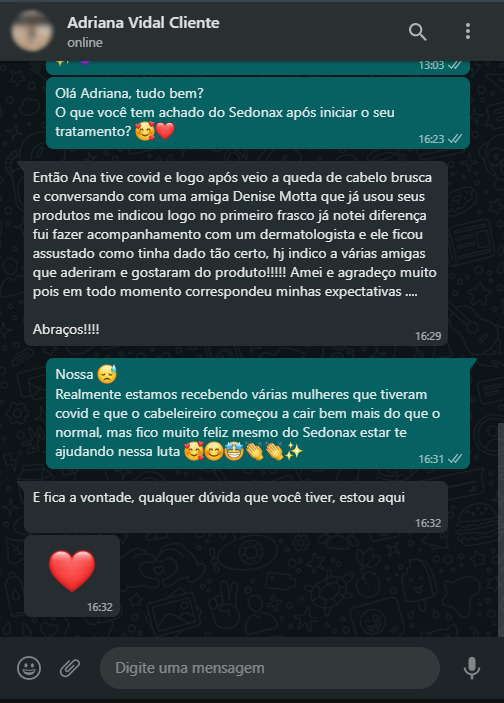 Adriana Vidal Cliente
online
13:03
Olá Adriana, tudo bem?
O que você tem achado do Sedonax após iniciar o seu
tratamento? 🥰❤️
16:23
Então Ana tive covid e logo após veio a queda de cabelo brusca
e conversando com uma amiga Denise Motta que já usou seus
produtos me indicou logo no primeiro frasco já notei diferença
fui fazer acompanhamento com um dermatologista e ele ficou
assustado como tinha dado tão certo, hj indico a várias amigas
que aderiram e gostaram do produto!!!!! Amei e agradeço muito
pois em todo momento correspondeu minhas expectativas ....
Abraços!!!!
16:29
Nossa 😓
Realmente estamos recebendo várias mulheres que tiveram
covid e que o cabeleireiro começou a cair bem mais do que o
normal, mas fico muito feliz mesmo do Sedonax estar te
ajudando nessa luta 🥰😊🤩👏👏✨
16:31
E fica a vontade, qualquer dúvida que você tiver, estou aqui
16:32
❤️
16:32
Digite uma mensagem